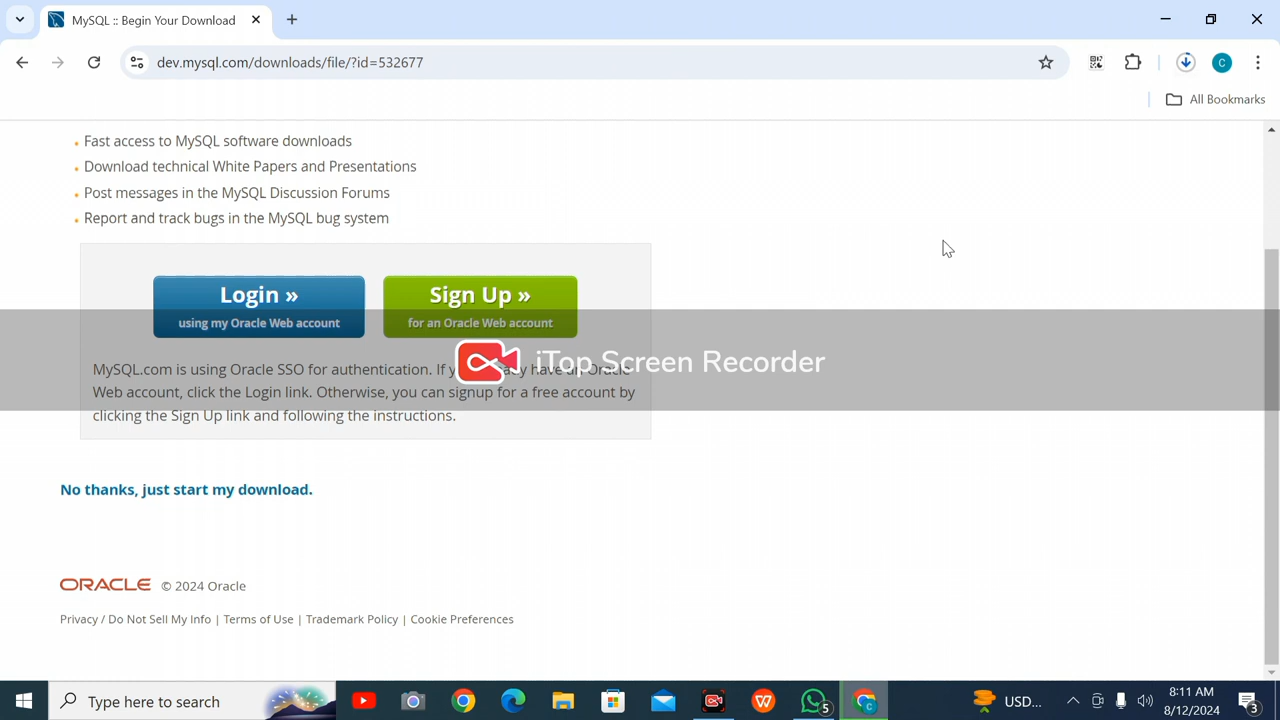 MySQL :: Begin Your Download
dev.mysql.com/downloads/file/?id=532677
C
All Bookmarks
Fast access to MySQL software downloads
Download technical White Papers and Presentations
Post messages in the MySQL Discussion Forums
Report and track bugs in the MySQL bug system
Login » Sign Up »
using my Oracle Web account for an Oracle Web account
iTop Screen Recorder
MySQL.com is using Oracle SSO for authentication. If you already have an Oracle
Web account, click the Login link. Otherwise, you can signup for a free account by
clicking the Sign Up link and following the instructions.
No thanks, just start my download.
ORACLE © 2024 Oracle
Privacy / Do Not Sell My Info | Terms of Use | Trademark Policy | Cookie Preferences
Type here to search
W
5
C
USD...
8:11 AM
8/12/2024
3